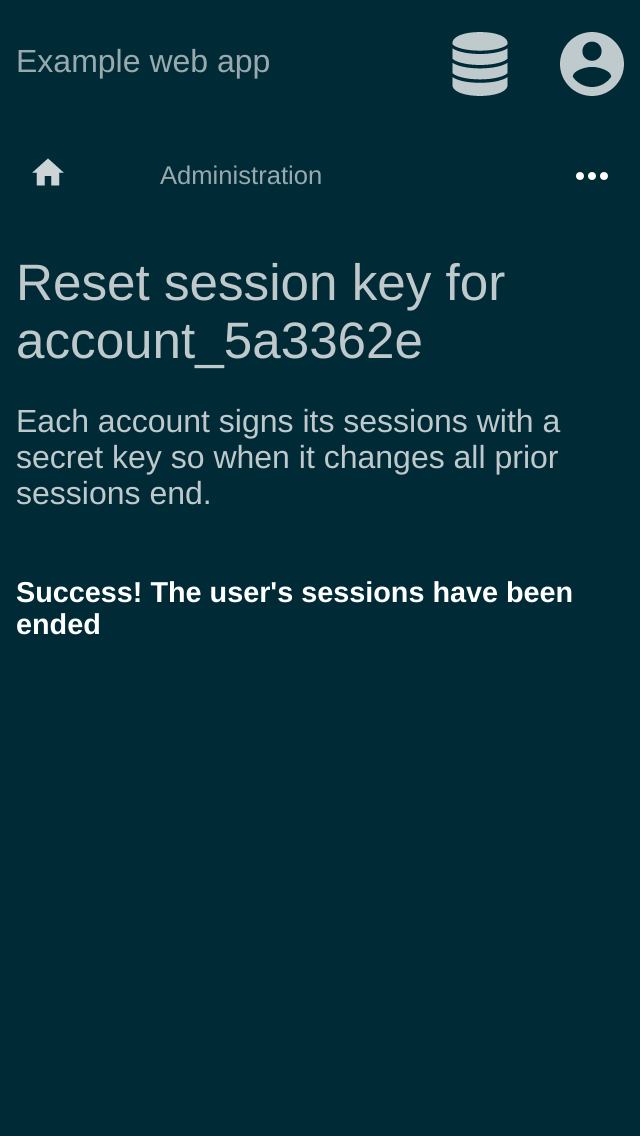 Example web app
Administration
Reset session key for
account_5a3362e
Each account signs its sessions with a
secret key so when it changes all prior
sessions end.
Success! The user's sessions have been
ended